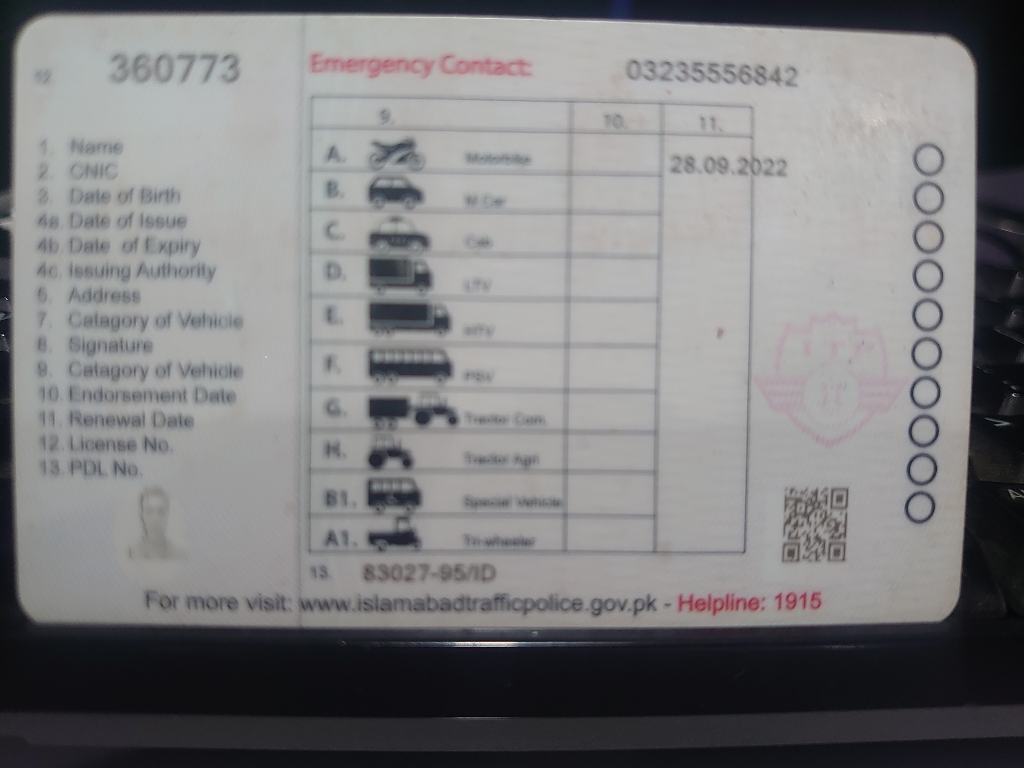 12 360773
Emergency Contact: 03235556842
1. Name
2. CNIC
3. Date of Birth
4a. Date of Issue
4b. Date of Expiry
4c. Issuing Authority
5. Address
7. Catagory of Vehicle
8. Signature
9. Catagory of Vehicle
10. Endorsement Date
11. Renewal Date
12. License No.
13. PDL No.
9. 10. 11.
A. Motorbike 28.09.2022
B. M.Car
C. Cab
D. LTV
E. HTV
F. PSV
G. Tractor Com.
H. Tractor Agri
B1. Special Vehicle
A1. Tri-wheeler
13. 83027-95/ID
For more visit: www.islamabadtrafficpolice.gov.pk - Helpline: 1915